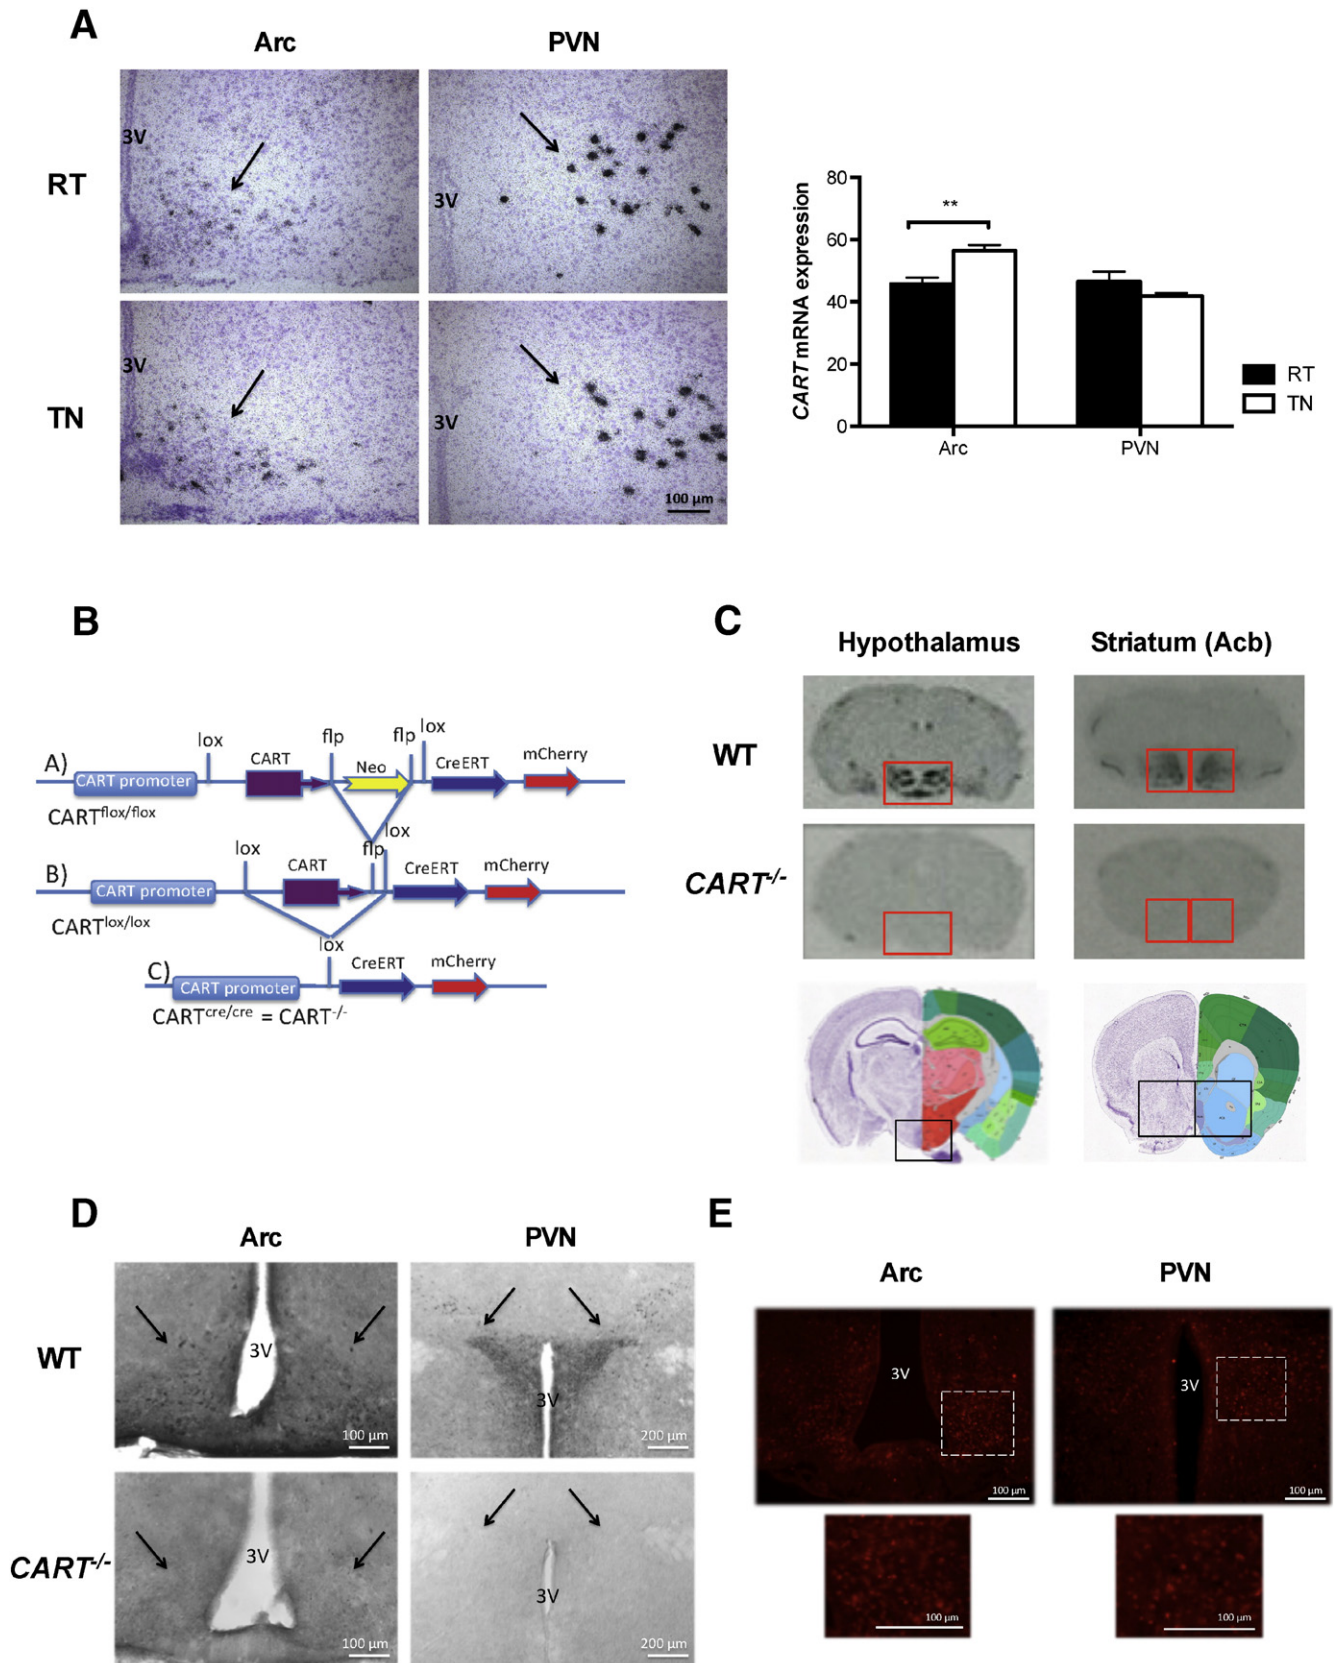 A
Arc
PVN
RT
3V
3V
TN
3V
3V
100 µm
80
60
40
20
0
CART mRNA expression
**
Arc
PVN
RT
TN
B
A)
CART promoter
lox
CART
flp
Neo
flp
lox
CreERT
mCherry
CARTflox/flox
B)
CART promoter
lox
CART
flp
lox
CreERT
mCherry
CARTlox/lox
C)
CART promoter
lox
CreERT
mCherry
CARTcre/cre = CART-/-
C
Hypothalamus
Striatum (Acb)
WT
CART-/-
D
Arc
PVN
WT
3V
100 µm
3V
200 µm
CART-/-
3V
100 µm
3V
200 µm
E
Arc
PVN
3V
100 µm
3V
100 µm
100 µm
100 µm